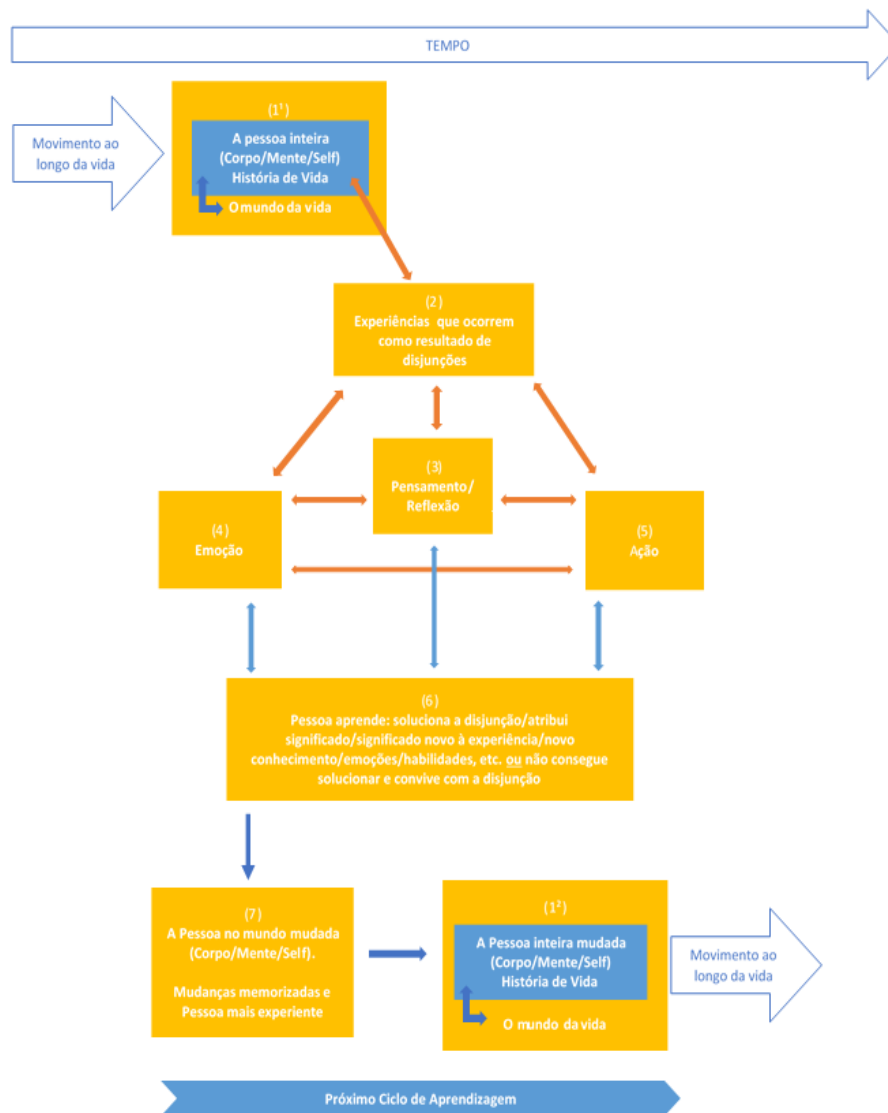 TEMPO
Movimento ao
longo da vida
(1¹)
A pessoa inteira
(Corpo/Mente/Self)
História de Vida
O mundo da vida
(2)
Experiências que ocorrem
como resultado de
disjunções
(3)
Pensamento/
Reflexão
(4)
Emoção
(5)
Ação
(6)
Pessoa aprende: soluciona a disjunção/atribui
significado/significado novo à experiência/novo
conhecimento/emoções/habilidades, etc. ou não consegue
solucionar e convive com a disjunção
(7)
A Pessoa no mundo mudada
(Corpo/Mente/Self).
Mudanças memorizadas e
Pessoa mais experiente
(1²)
A Pessoa inteira mudada
(Corpo/Mente/Self)
História de Vida
O mundo da vida
Movimento ao
longo da vida
Próximo Ciclo de Aprendizagem